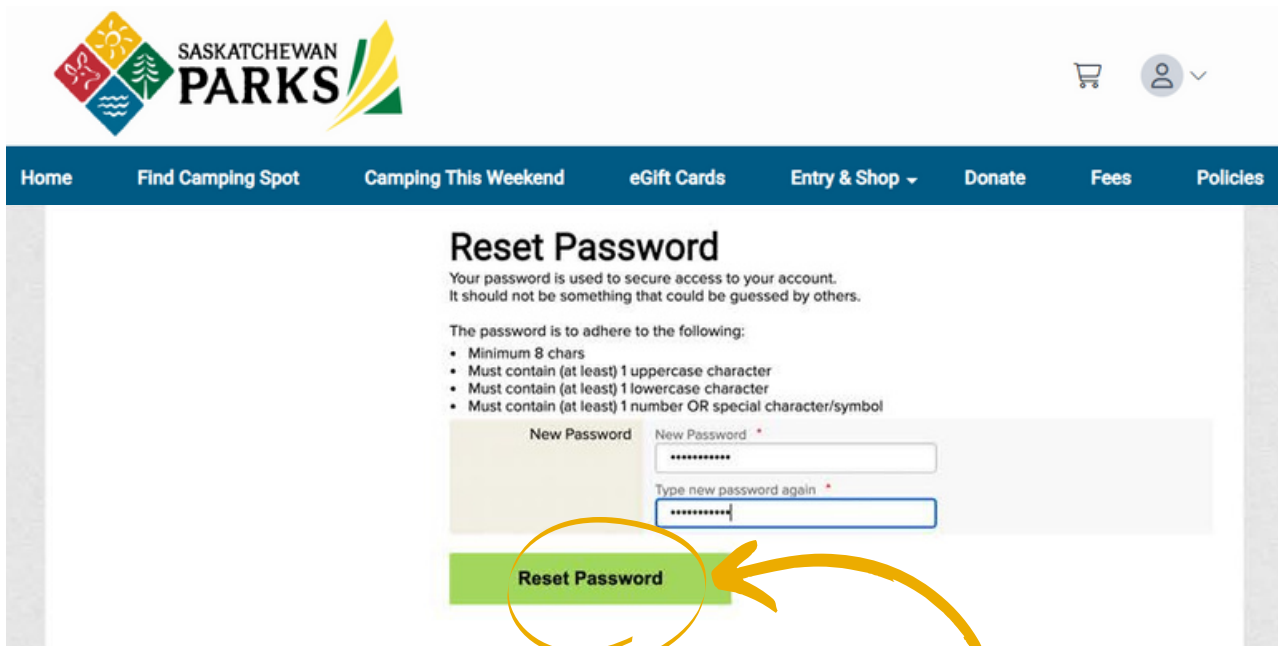 SASKATCHEWAN
PARKS
Home Find Camping Spot Camping This Weekend eGift Cards Entry & Shop Donate Fees Policies
Reset Password
Your password is used to secure access to your account.
It should not be something that could be guessed by others.
The password is to adhere to the following:
• Minimum 8 chars
• Must contain (at least) 1 uppercase character
• Must contain (at least) 1 lowercase character
• Must contain (at least) 1 number OR special character/symbol
New Password New Password *
•••••••••••
Type new password again *
•••••••••••
Reset Password